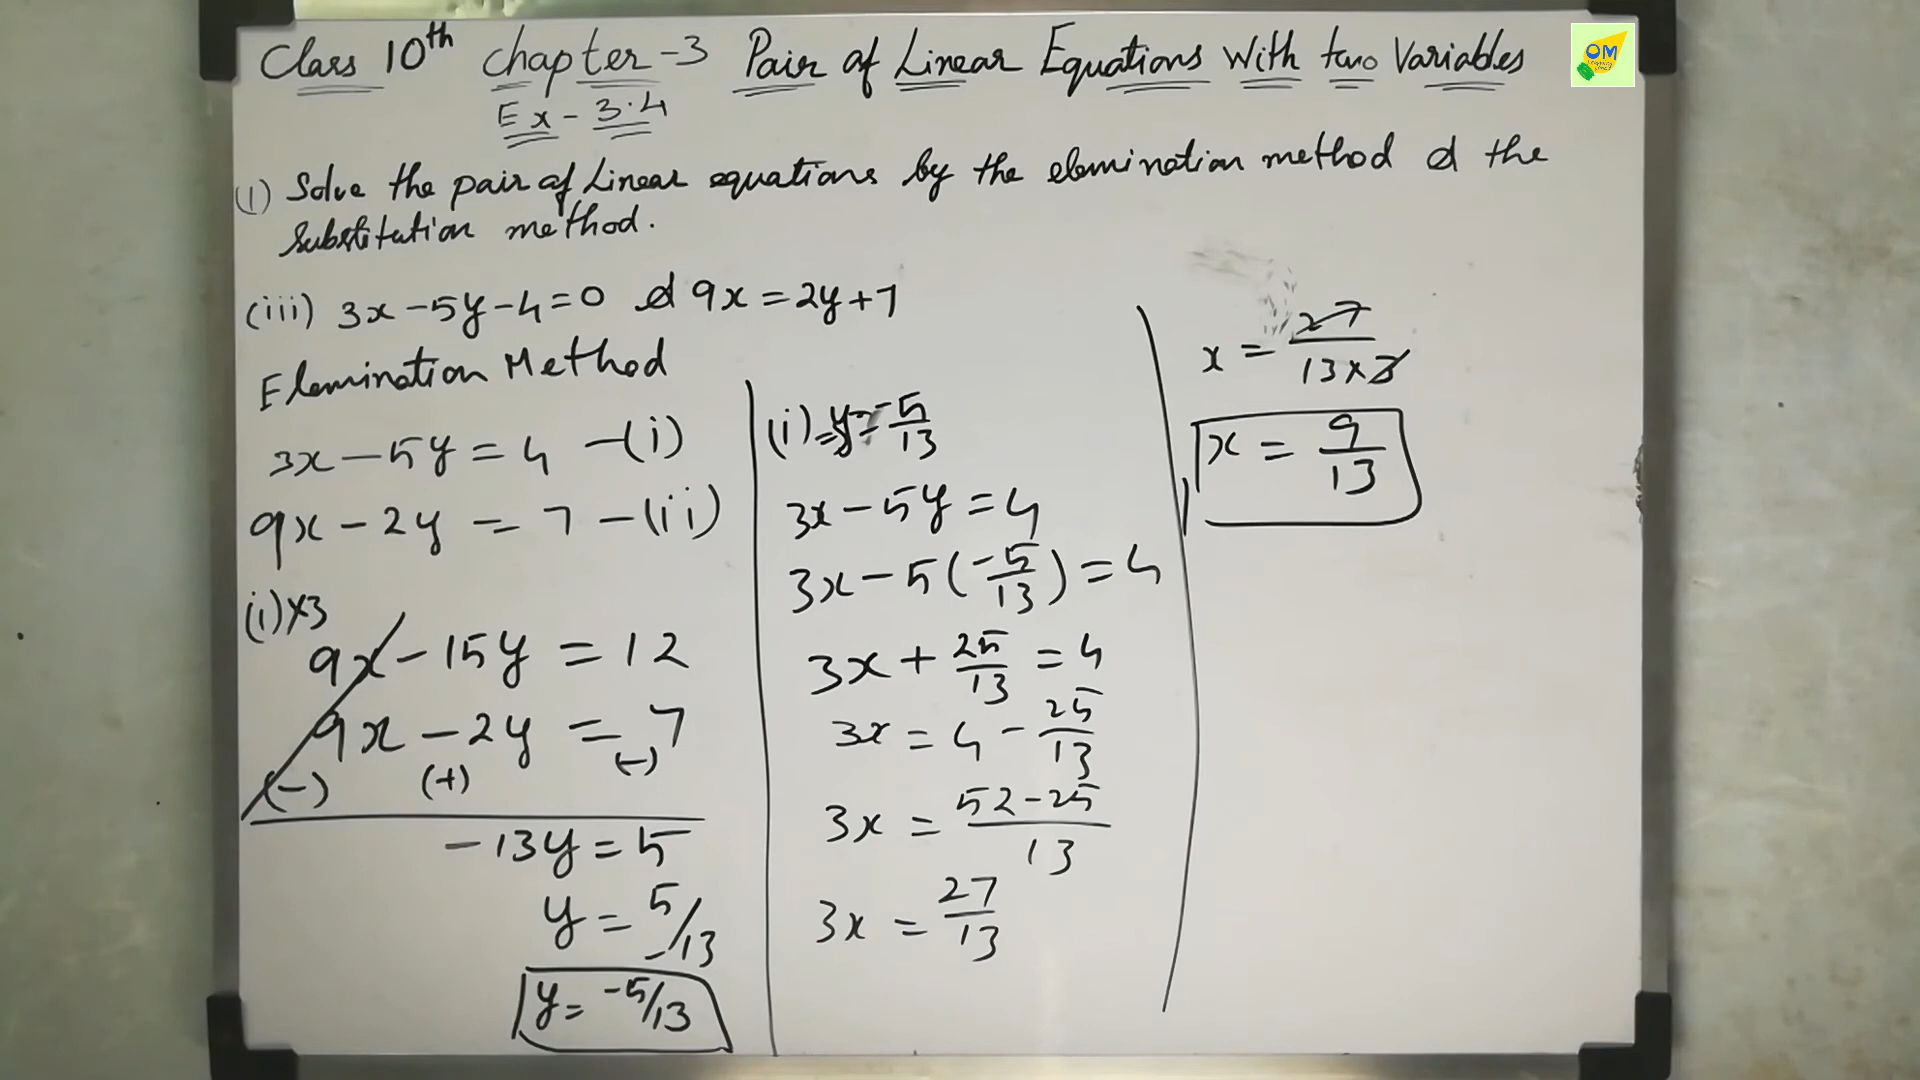 Class 10th chapter-3 Pair of Linear Equations With two Variables
Ex-3.4
OM
(1) Solve the pair of Linear equations by the elemination method & the
Substitution method.
(iii) 3x-5y-4=0 & 9x=2y+7
Elemination Method
3x-5y=4 -(i)
9x-2y=7 -(ii)
(i)×3
9x-15y=12
9x-2y=7
(-) (+) (-)
-13y=5
y=5/-13
y=-5/13
(i) y=-5/13
3x-5y=4
3x-5(-5/13)=4
3x+25/13=4
3x=4-25/13
3x=52-25/13
3x=27/13
x=27/13×3
x=9/13